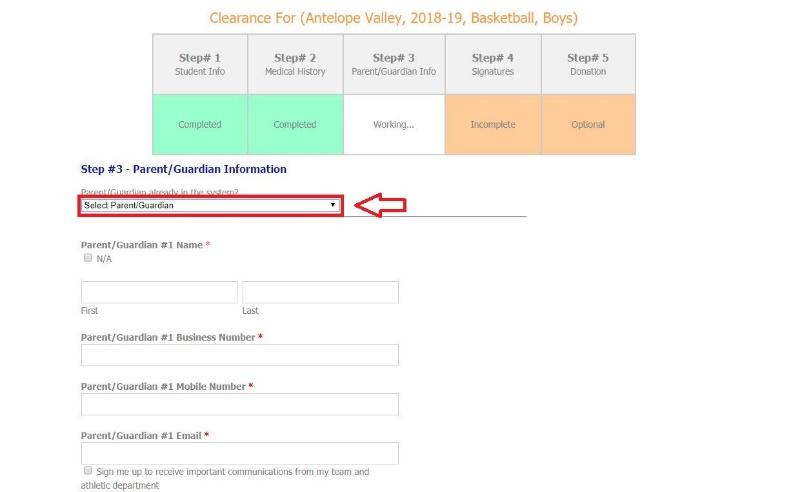 Clearance For (Antelope Valley, 2018-19, Basketball, Boys)
Step# 1 Step# 2 Step# 3 Step# 4 Step# 5
Student Info Medical History Parent/Guardian Info Signatures Donation
Completed Completed Working... Incomplete Optional
Step #3 - Parent/Guardian Information
Parent/Guardian already in the system?
Select Parent/Guardian
Parent/Guardian #1 Name *
N/A
First Last
Parent/Guardian #1 Business Number *
Parent/Guardian #1 Mobile Number *
Parent/Guardian #1 Email *
Sign me up to receive important communications from my team and
athletic department